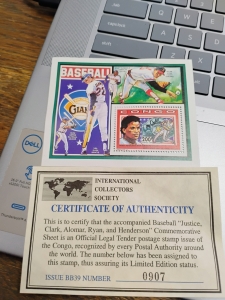 BASEBALL
GIANTS
CONGO
DELL
INTERNATIONAL
COLLECTORS
SOCIETY
CERTIFICATE OF AUTHENTICITY
This is to certify that the accompanied Baseball "Justice,
Clark, Alomar, Ryan, and Henderson" Commemorative
Sheet is an Official Legal Tender postage stamp issue
of the Congo, recognized by every Postal Authority around
the world. The number below has been assigned to
this stamp, thus assuring its Limited Edition status.
ISSUE BB39 NUMBER 0907